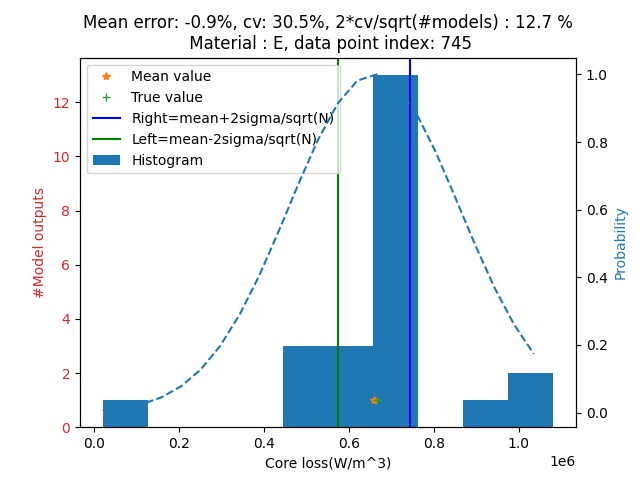 Mean error: -0.9%, cv: 30.5%, 2*cv/sqrt(#models) : 12.7 %
Material : E, data point index: 745
Mean value
True value
Right=mean+2sigma/sqrt(N)
Left=mean-2sigma/sqrt(N)
Histogram
#Model outputs
0
2
4
6
8
10
12
Probability
0.0
0.2
0.4
0.6
0.8
1.0
0.0 0.2 0.4 0.6 0.8 1.0
1e6
Core loss(W/m^3)